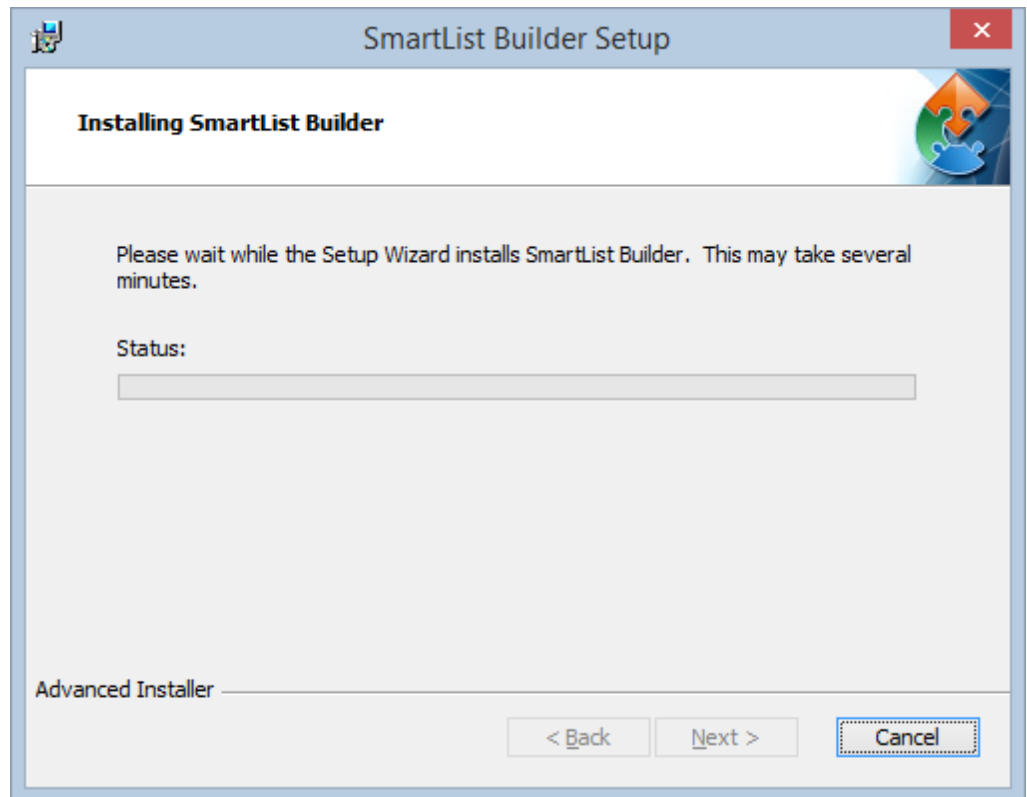 SmartList Builder Setup
Installing SmartList Builder
Please wait while the Setup Wizard installs SmartList Builder.  This may take several
minutes.
Status:
Advanced Installer
< Back
Next >
Cancel